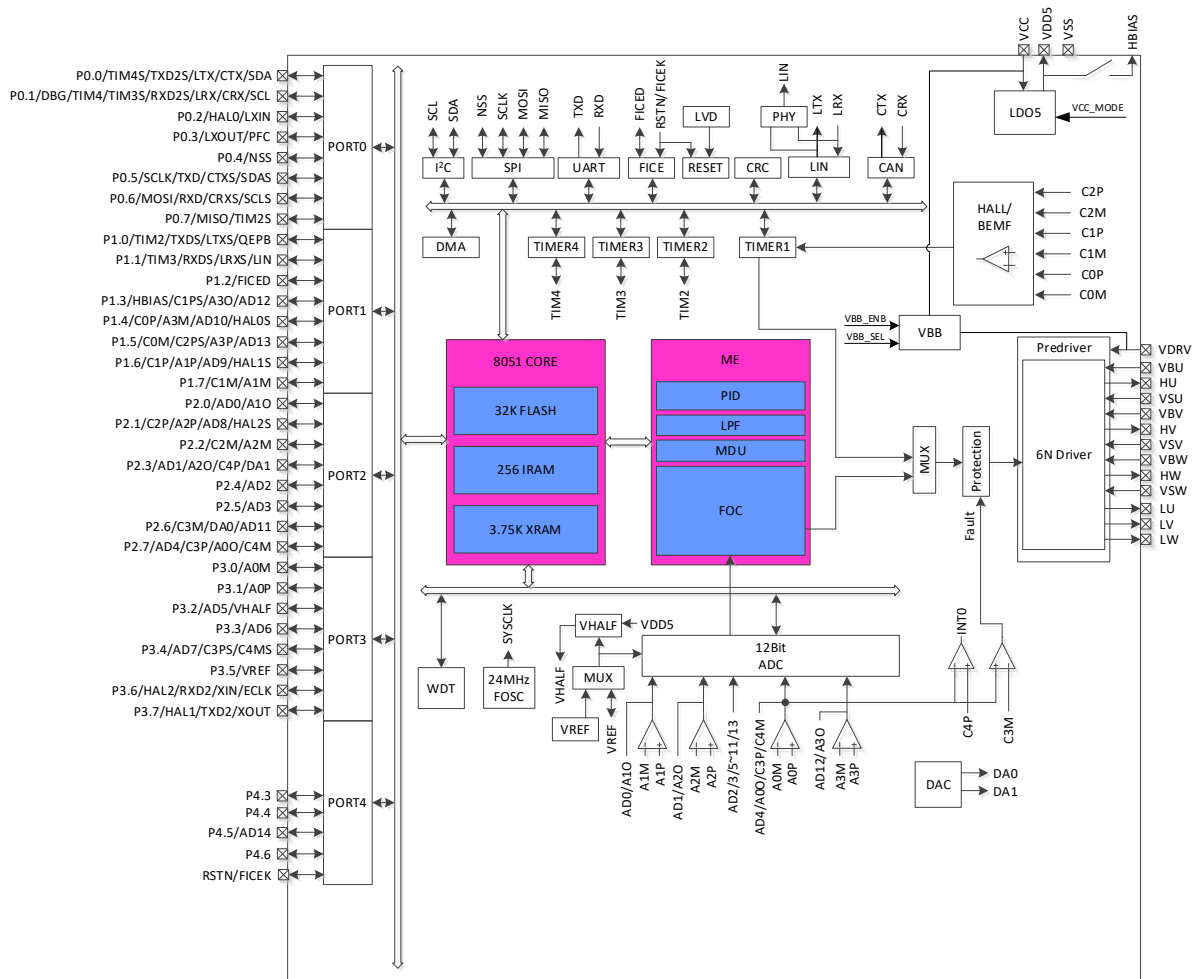 VCC
VDD5
VSS
HBIAS
P0.0/TIM4S/TXD2S/LTX/CTX/SDA
P0.1/DBG/TIM4/TIM3S/RXD2S/LRX/CRX/SCL
P0.2/HAL0/LXIN
P0.3/LXOUT/PFC
P0.4/NSS
P0.5/SCLK/TXD/CTXS/SDAS
P0.6/MOSI/RXD/CRXS/SCLS
P0.7/MISO/TIM2S
P1.0/TIM2/TXDS/LTXS/QEPB
P1.1/TIM3/RXDS/LRXS/LIN
P1.2/FICED
P1.3/HBIAS/C1PS/A3O/AD12
P1.4/C0P/A3M/AD10/HAL0S
P1.5/C0M/C2PS/A3P/AD13
P1.6/C1P/A1P/AD9/HAL1S
P1.7/C1M/A1M
P2.0/AD0/A1O
P2.1/C2P/A2P/AD8/HAL2S
P2.2/C2M/A2M
P2.3/AD1/A2O/C4P/DA1
P2.4/AD2
P2.5/AD3
P2.6/C3M/DA0/AD11
P2.7/AD4/C3P/A0O/C4M
P3.0/A0M
P3.1/A0P
P3.2/AD5/VHALF
P3.3/AD6
P3.4/AD7/C3PS/C4MS
P3.5/VREF
P3.6/HAL2/RXD2/XIN/ECLK
P3.7/HAL1/TXD2/XOUT
P4.3
P4.4
P4.5/AD14
P4.6
RSTN/FICEK
PORT0
PORT1
PORT2
PORT3
PORT4
SCL
SDA
NSS
SCLK
MOSI
MISO
TXD
RXD
FICED
RSTN/FICEK
LVD
LIN
PHY
LTX
LRX
CTX
CRX
I²C
SPI
UART
FICE
RESET
CRC
LIN
CAN
LDO5
VCC_MODE
DMA
TIMER4
TIMER3
TIMER2
TIMER1
TIM4
TIM3
TIM2
HALL/
BEMF
C2P
C2M
C1P
C1M
C0P
C0M
VBB_ENB
VBB_SEL
VBB
8051 CORE
32K FLASH
256 IRAM
3.75K XRAM
ME
PID
LPF
MDU
FOC
MUX
Protection
Fault
Predriver
6N Driver
VDRV
VBU
HU
VSU
VBV
HV
VSV
VBW
HW
VSW
LU
LV
LW
WDT
SYSCLK
24MHz
FOSC
VHALF
VDD5
VHALF
MUX
VREF
VREF
12Bit
ADC
INT0
C4P
C3M
AD0/A1O
A1M
A1P
AD1/A2O
A2M
A2P
AD2/3/5~11/13
AD4/A0O/C3P/C4M
A0M
A0P
AD12/A3O
A3M
A3P
DAC
DA0
DA1